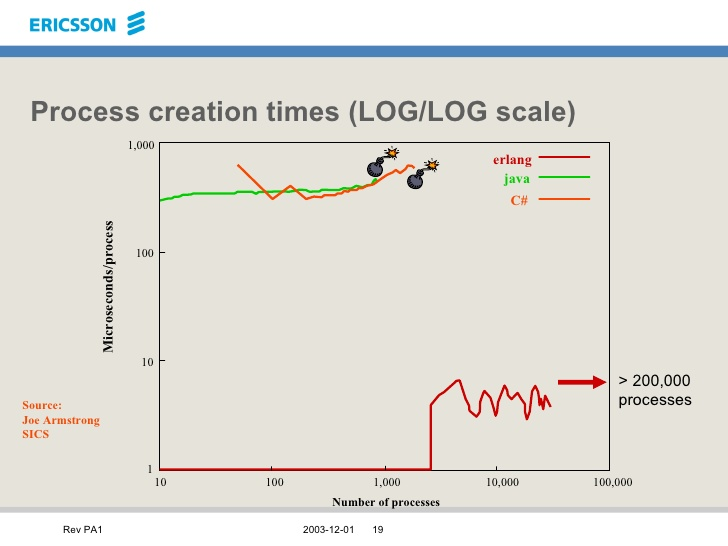 ERICSSON
Process creation times (LOG/LOG scale)
1,000
erlang
java
C#
100
Microseconds/process
10
> 200,000
processes
Source:
Joe Armstrong
SICS
1
10 100 1,000 10,000 100,000
Number of processes
Rev PA1 2003-12-01 19